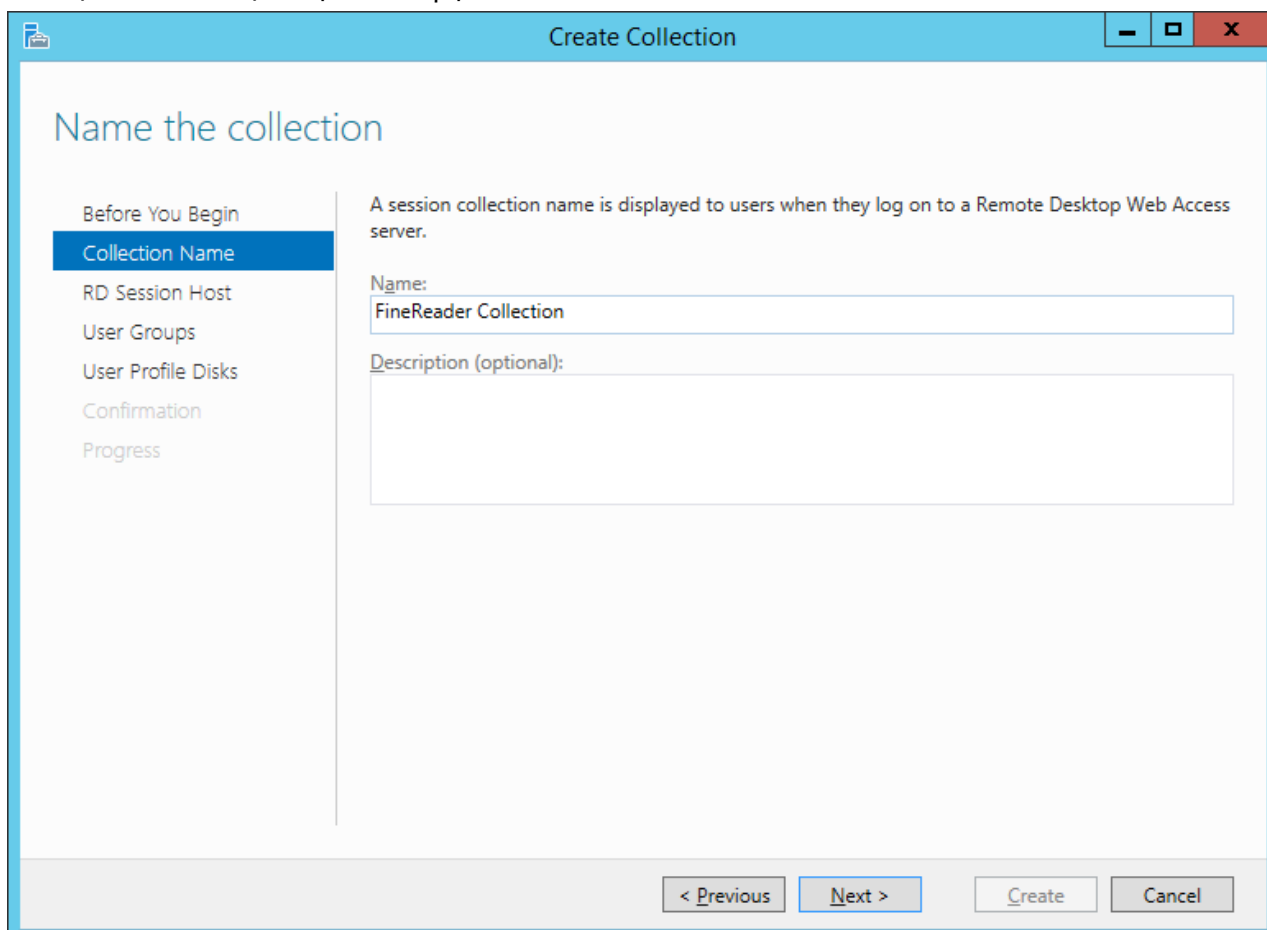 Create Collection
Name the collection
Before You Begin
Collection Name
RD Session Host
User Groups
User Profile Disks
Confirmation
Progress
A session collection name is displayed to users when they log on to a Remote Desktop Web Access
server.
Name:
FineReader Collection
Description (optional):
< Previous
Next >
Create
Cancel